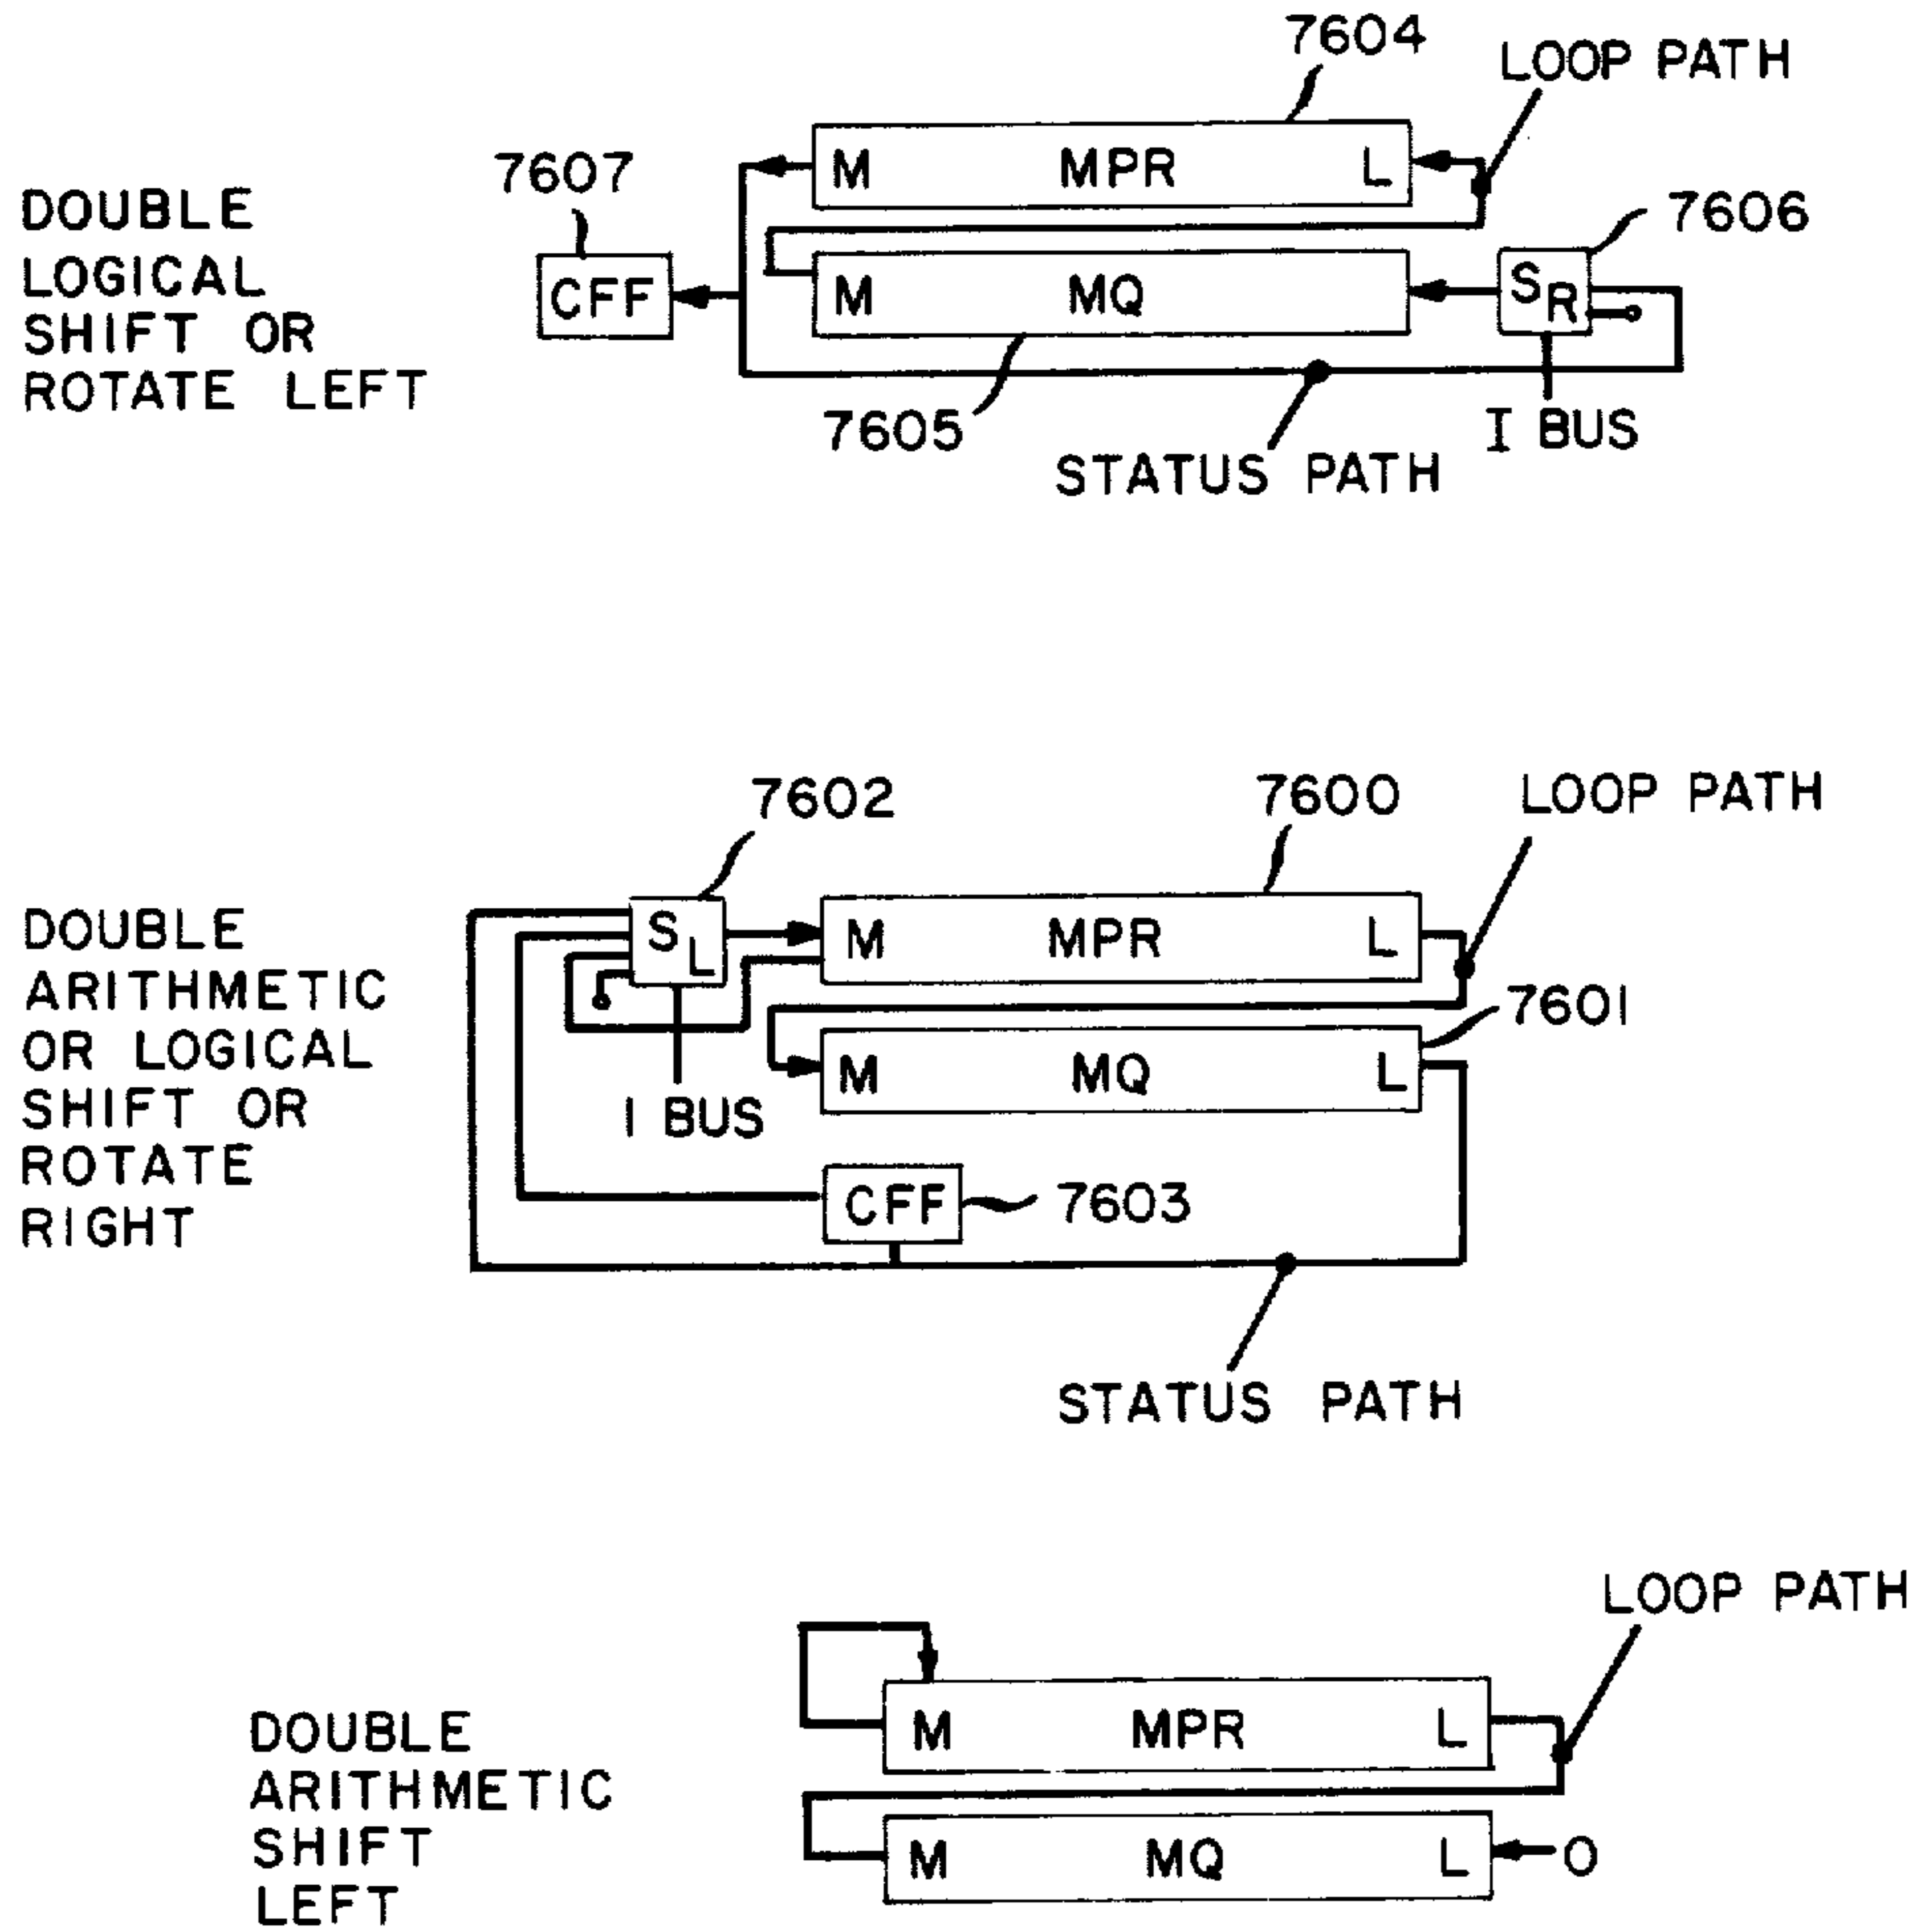 7604
LOOP PATH
7607
M MPR L
7606
DOUBLE
LOGICAL
SHIFT OR
ROTATE LEFT
CFF
M MQ
SR
7605
I BUS
STATUS PATH
7602
7600
LOOP PATH
DOUBLE
ARITHMETIC
OR LOGICAL
SHIFT OR
ROTATE
RIGHT
SL
M MPR L
7601
M MQ L
I BUS
CFF
7603
STATUS PATH
LOOP PATH
DOUBLE
ARITHMETIC
SHIFT
LEFT
M MPR L
M MQ L
0